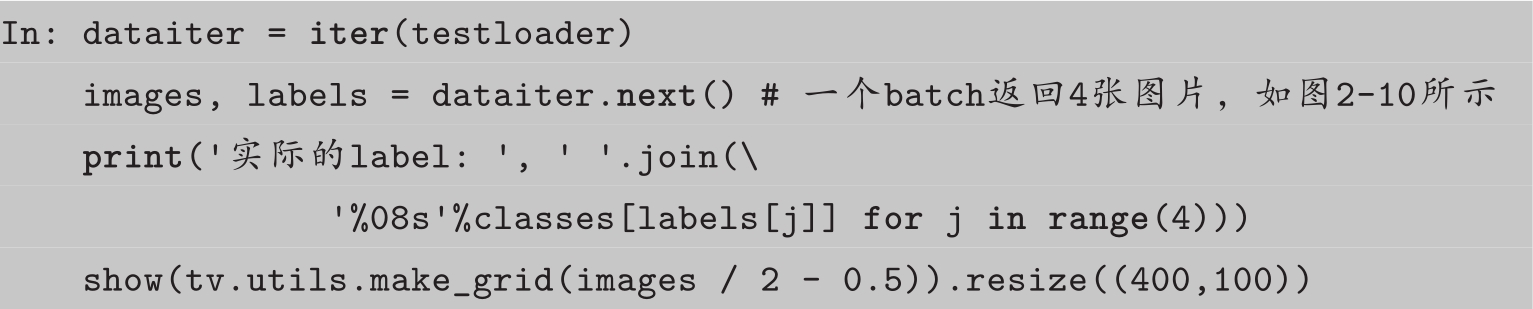 In: dataiter = iter(testloader)
images, labels = dataiter.next() # 一个batch返回4张图片, 如图2-10所示
print('实际的label: ', ' '.join(\
'%08s'%classes[labels[j]] for j in range(4)))
show(tv.utils.make_grid(images / 2 - 0.5)).resize((400,100))